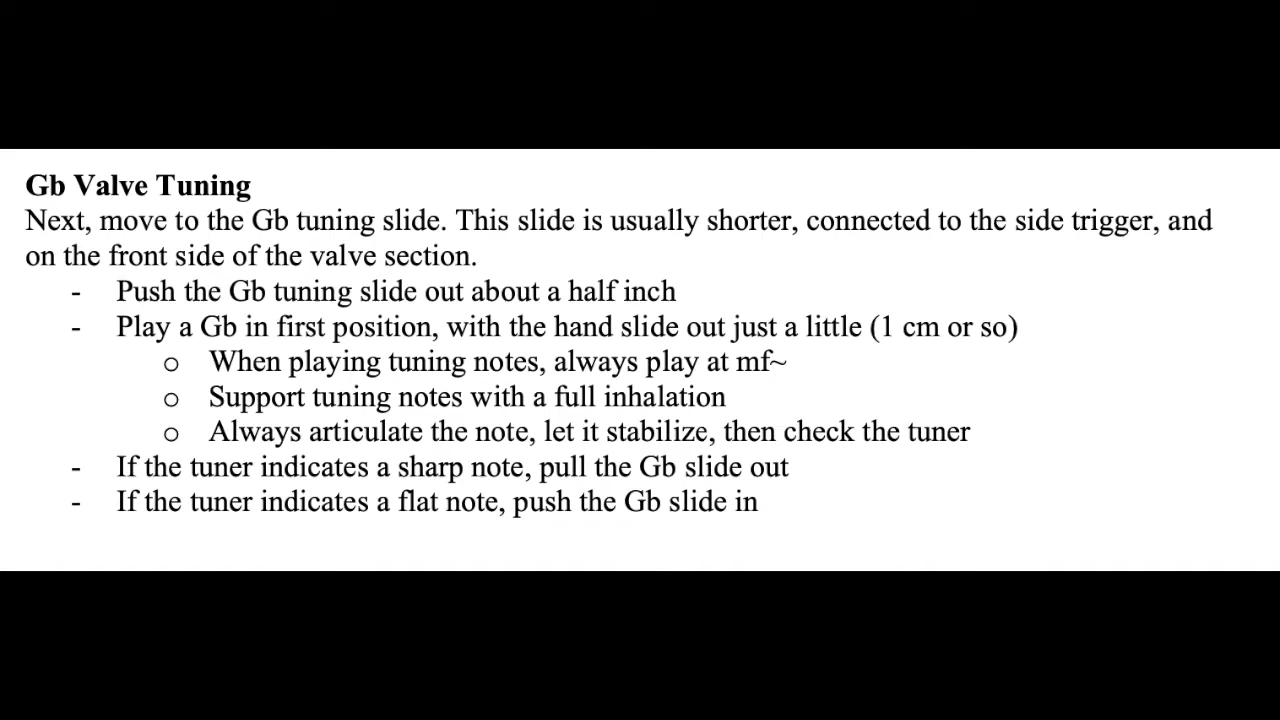 Gb Valve Tuning
Next, move to the Gb tuning slide. This slide is usually shorter, connected to the side trigger, and
on the front side of the valve section.
- Push the Gb tuning slide out about a half inch
- Play a Gb in first position, with the hand slide out just a little (1 cm or so)
o When playing tuning notes, always play at mf~
o Support tuning notes with a full inhalation
o Always articulate the note, let it stabilize, then check the tuner
- If the tuner indicates a sharp note, pull the Gb slide out
- If the tuner indicates a flat note, push the Gb slide in